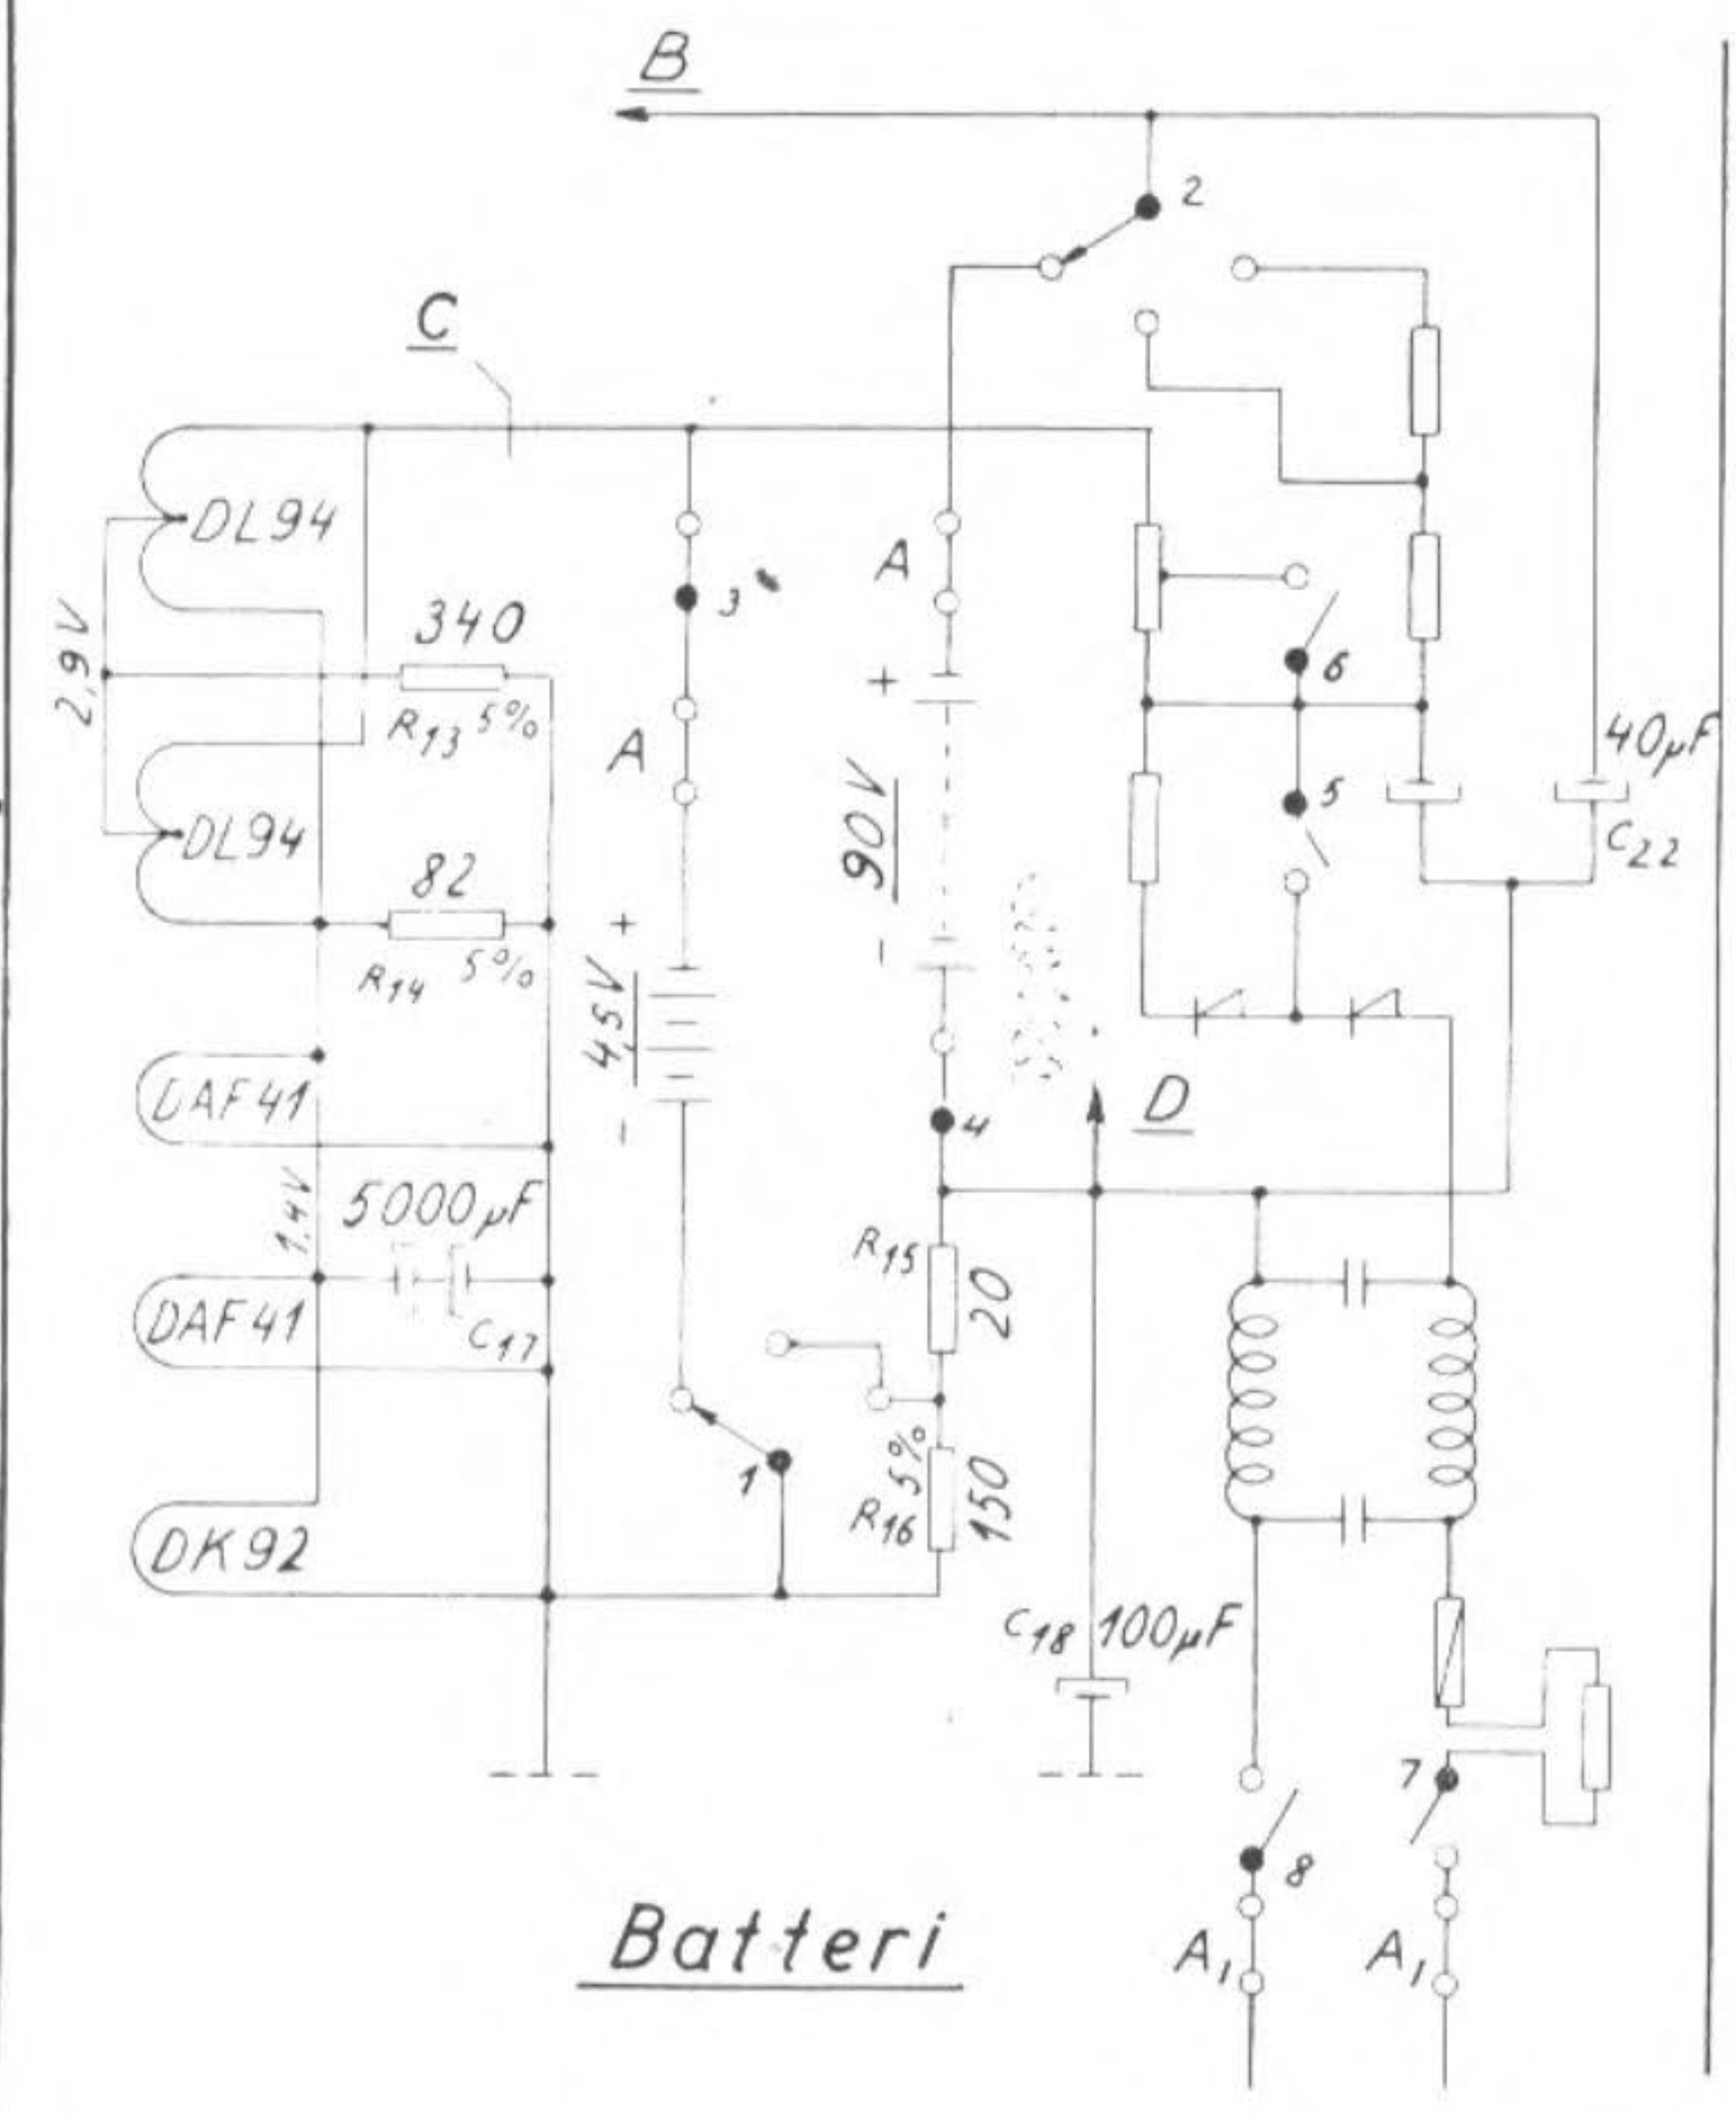 B
2
C
DL94
A
340
3
2,9V
+
6
R13 5%
A
40µF
5
90V
C22
DL94
82
+
-
R14 5%
4,5V
DAF41
D
4
-
1,4V
5000µF
R15
20
DAF41
C17
5%
1
R16
150
DK92
C18 100µF
7
8
Batteri
A1
A1